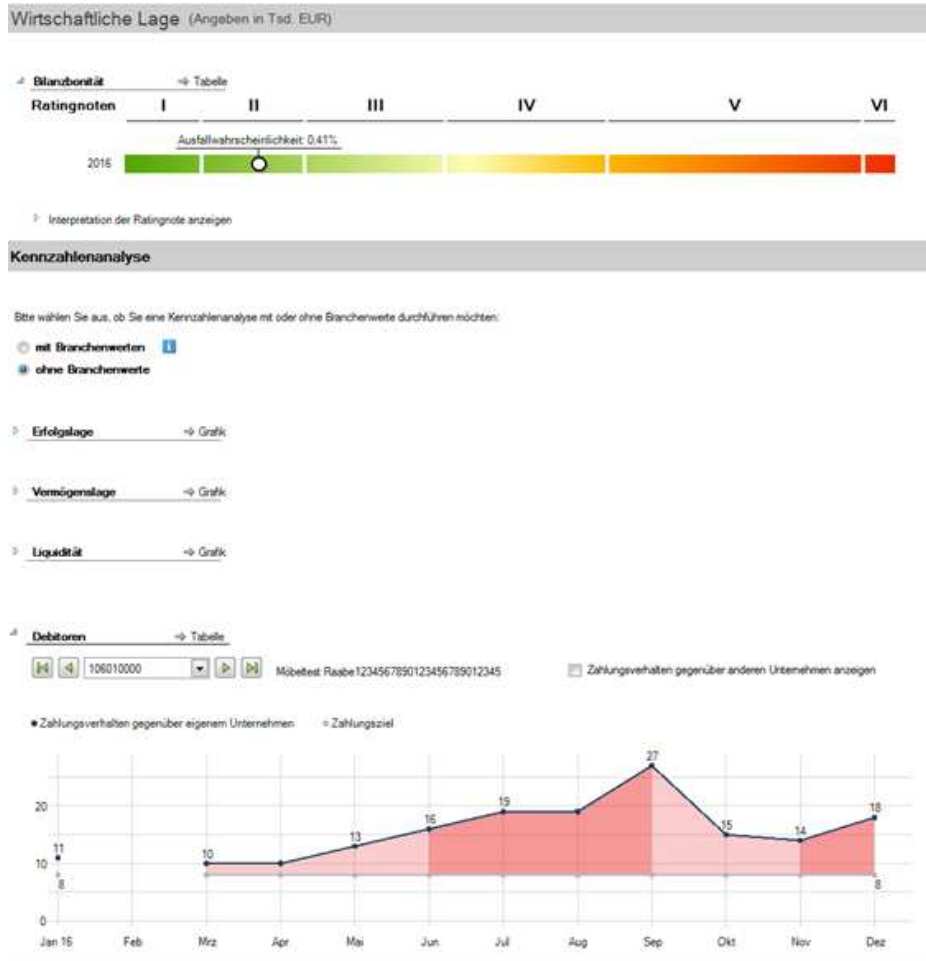 Wirtschaftliche Lage (Angeben in Tsd. EUR)
Bilanzbonität ⇨ Tabelle
Ratingnoten I II III IV V VI
Ausfallwahrscheinlichkeit: 0.41%
2016
Interpretation der Ratingnote anzeigen
Kennzahlenanalyse
Bitte wählen Sie aus, ob Sie eine Kennzahlenanalyse mit oder ohne Branchenwerte durchführen möchten:
mit Branchenwerten i
ohne Branchenwerte
Erfolgslage ⇨ Grafik
Vermögenslage ⇨ Grafik
Liquidität ⇨ Grafik
Debitoren ⇨ Tabelle
106010000 Möbeltest Raabe1234567890123456789012345 Zahlungsverhalten gegenüber anderen Unternehmen anzeigen
Zahlungsverhalten gegenüber eigenem Unternehmen Zahlungsziel
27
20 19 18
16
15
14
13
11
10 10
8 8
0
Jan 16 Feb Mrz Apr Mai Jun Jul Aug Sep Okt Nov Dez